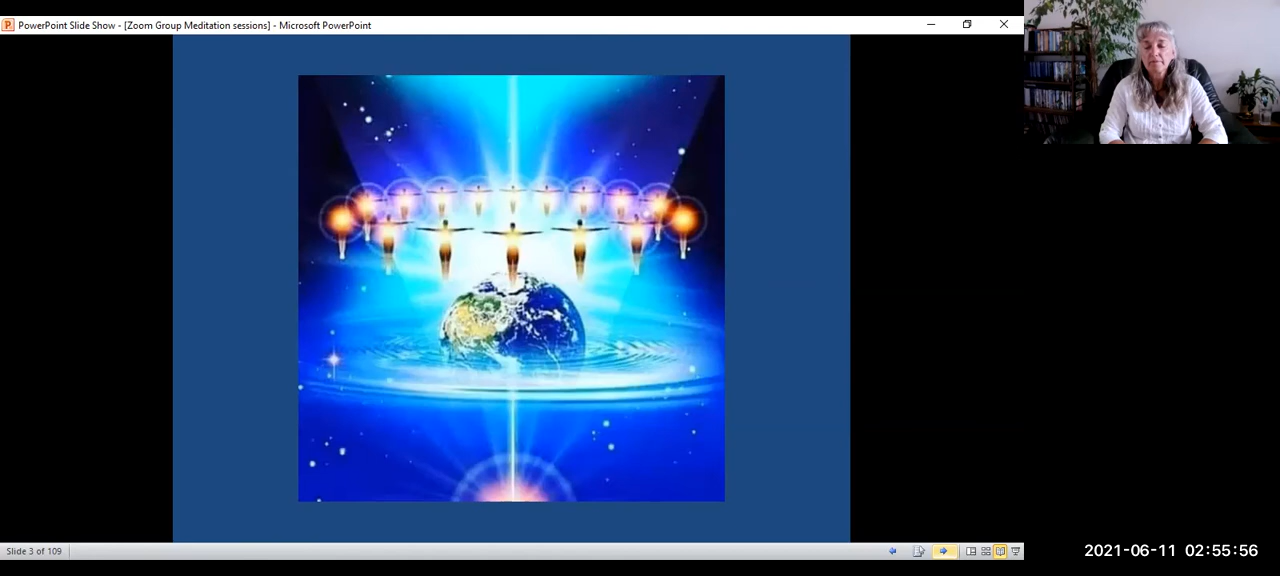 PowerPoint Slide Show - [Zoom Group Meditation sessions] - Microsoft PowerPoint
Slide 3 of 109
2021-06-11 02:55:56